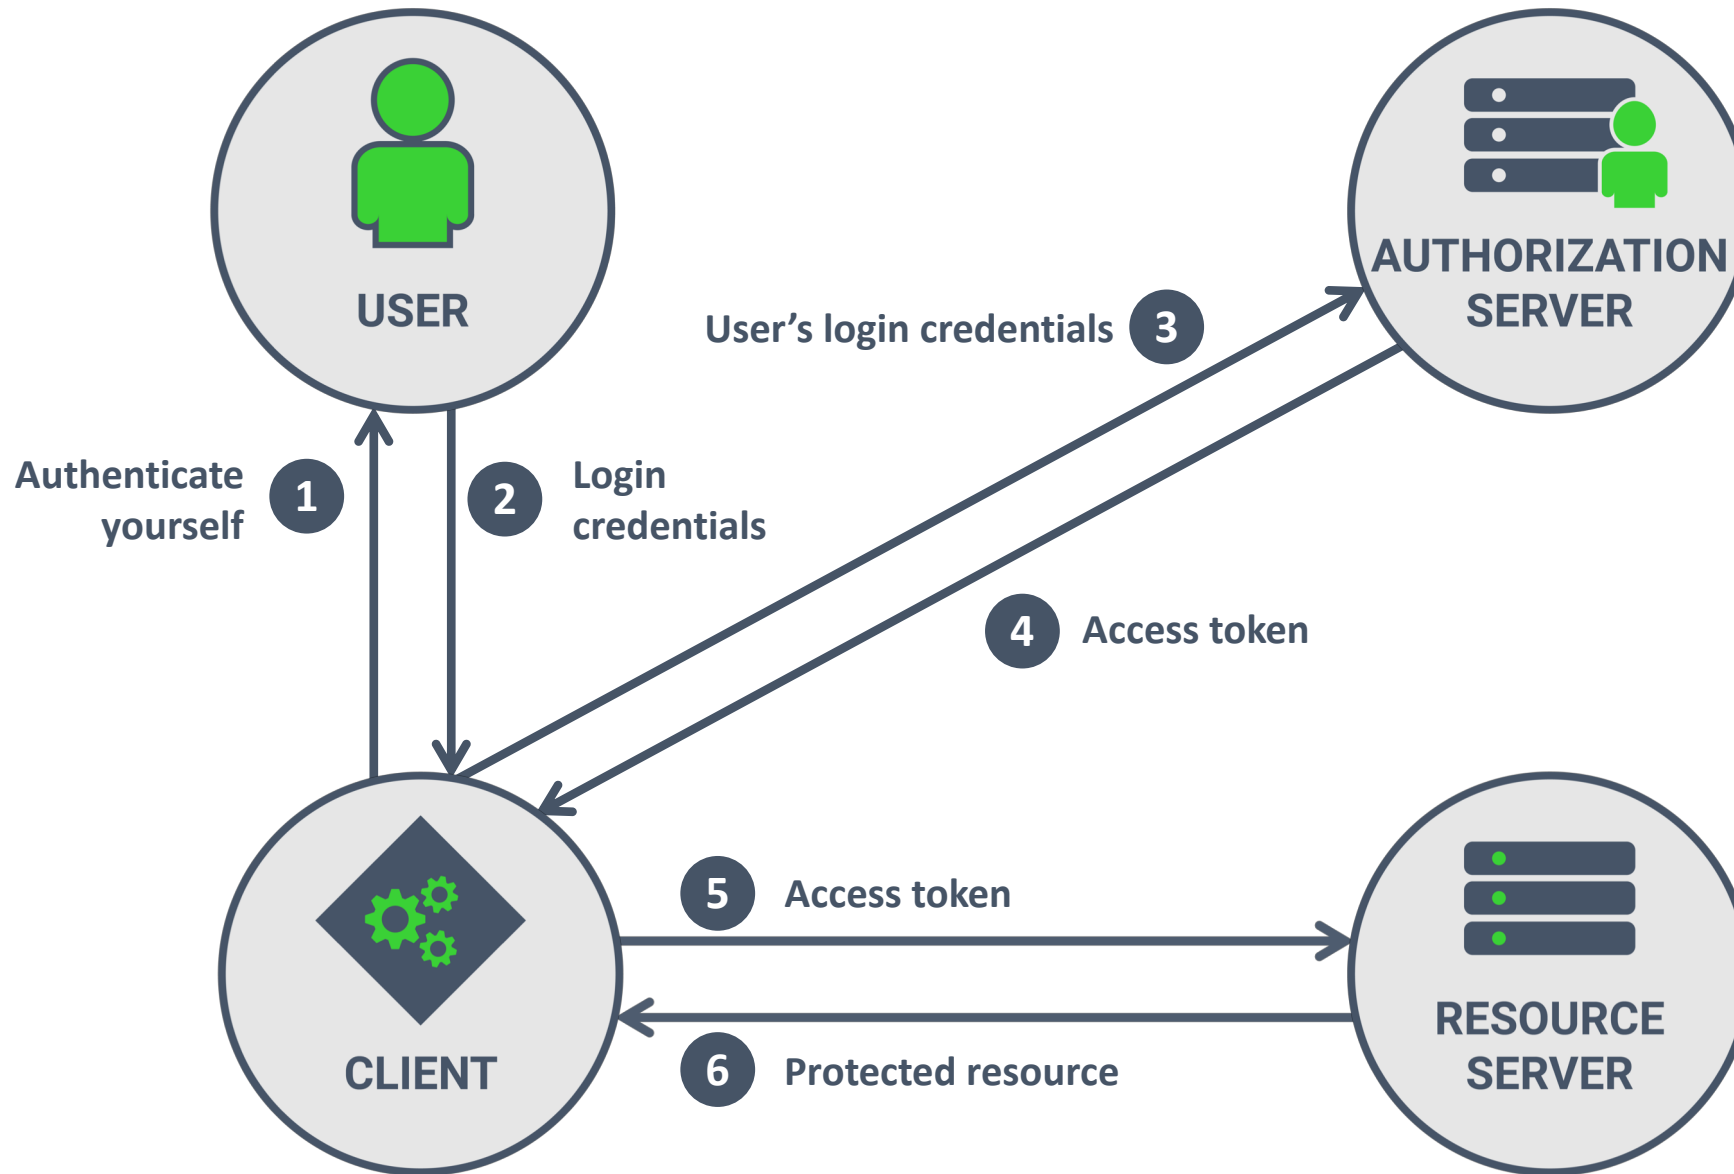 USER
AUTHORIZATION
SERVER
User’s login credentials 3
Authenticate
yourself
1
2
Login
credentials
4 Access token
5 Access token
6 Protected resource
CLIENT
RESOURCE
SERVER